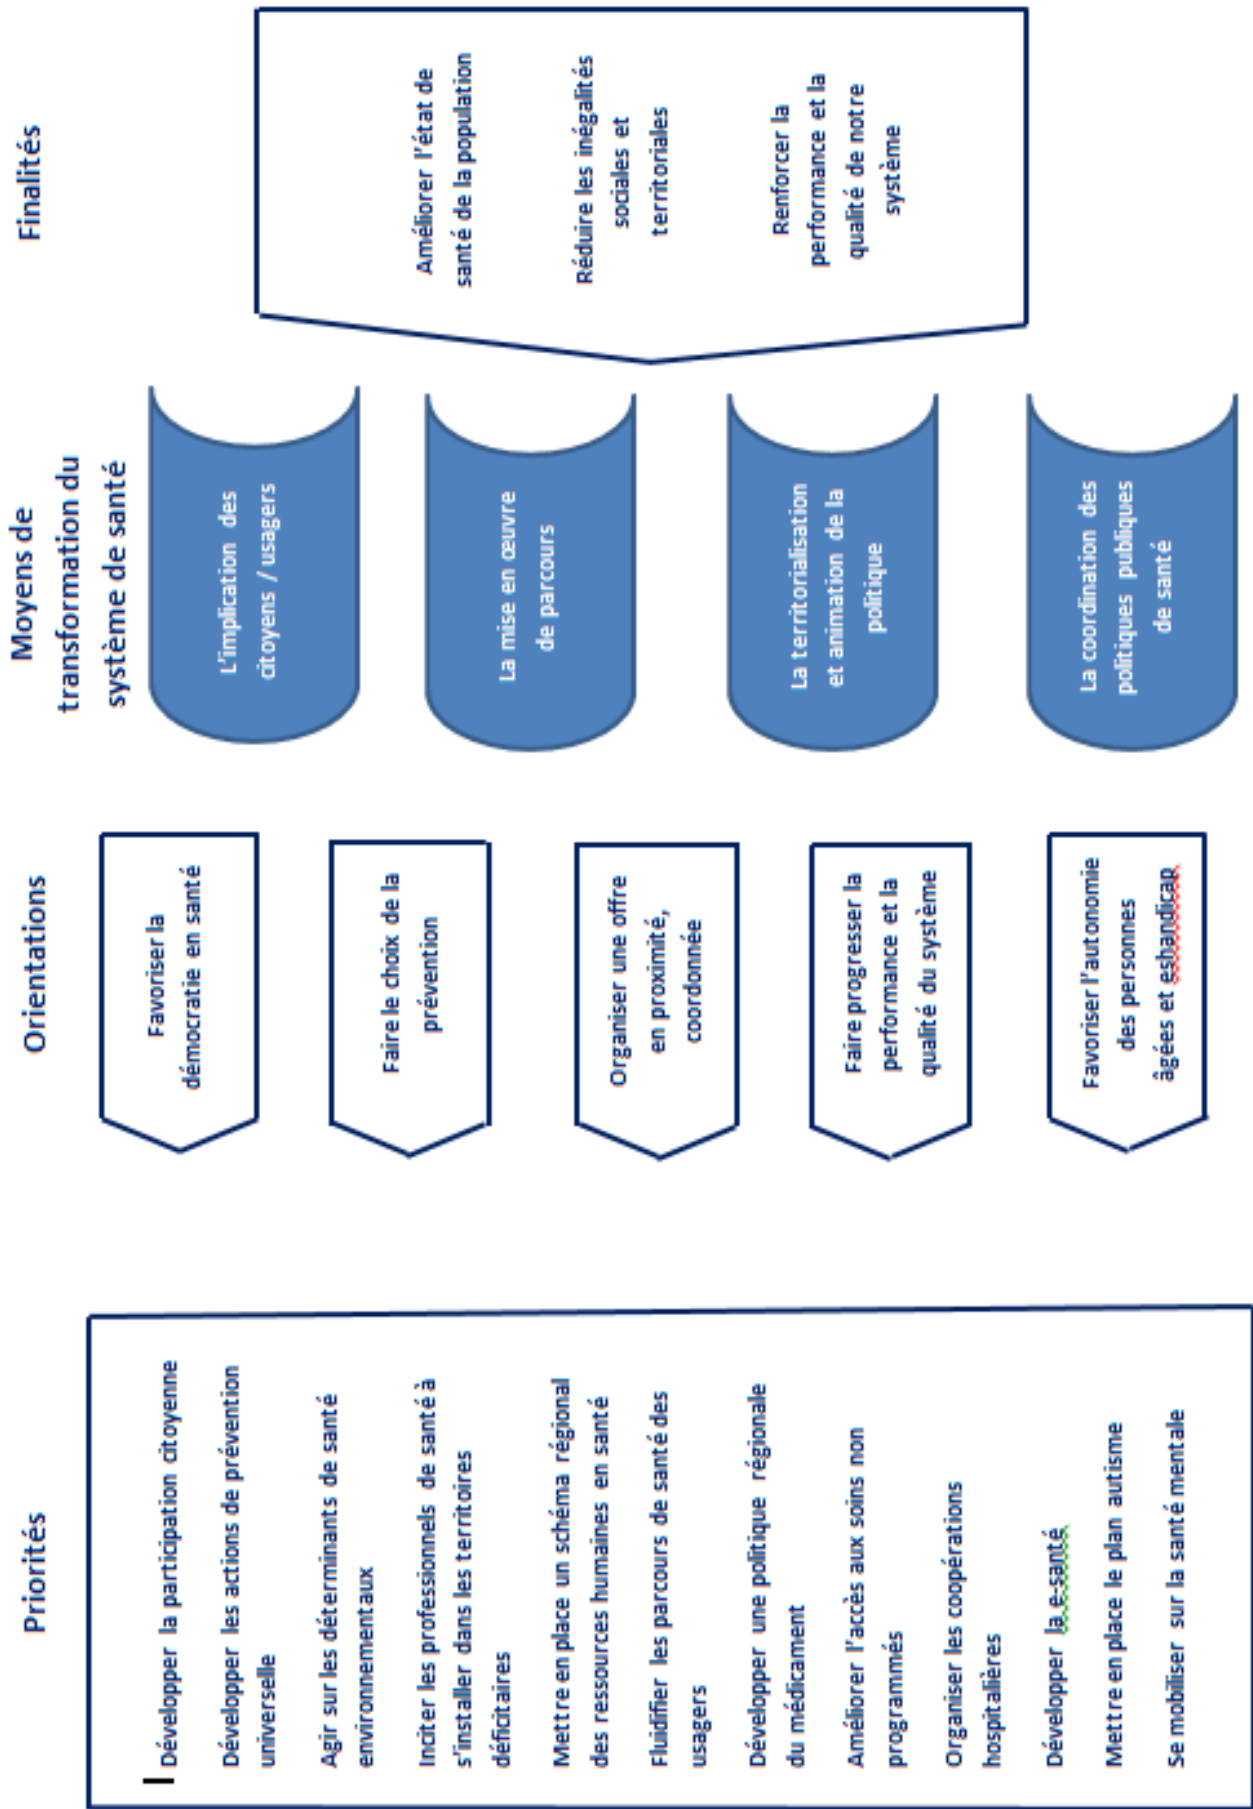 Priorités
Développer la participation citoyenne
Développer les actions de prévention
universelle
Agir sur les déterminants de santé
environnementaux
Inciter les professionnels de santé à
s'installer dans les territoires
déficitaires
Mettre en place un schéma régional
des ressources humaines en santé
Fluidifier les parcours de santé des
usagers
Développer une politique régionale
du médicament
Améliorer l'accès aux soins non
programmés
Organiser les coopérations
hospitalières
Développer la e-santé
Mettre en place le plan autisme
Se mobiliser sur la santé mentale
Orientations
Favoriser la
démocratie en santé
Faire le choix de la
prévention
Organiser une offre
en proximité,
coordonnée
Faire progresser la
performance et la
qualité du système
Favoriser l'autonomie
des personnes
âgées et eshandicap
Moyens de
transformation du
système de santé
L'implication des
citoyens / usagers
La mise en œuvre
de parcours
La territorialisation
et animation de la
politique
La coordination des
politiques publiques
de santé
Finalités
Améliorer l'état de
santé de la population
Réduire les inégalités
sociales et
territoriales
Renforcer la
performance et la
qualité de notre
système